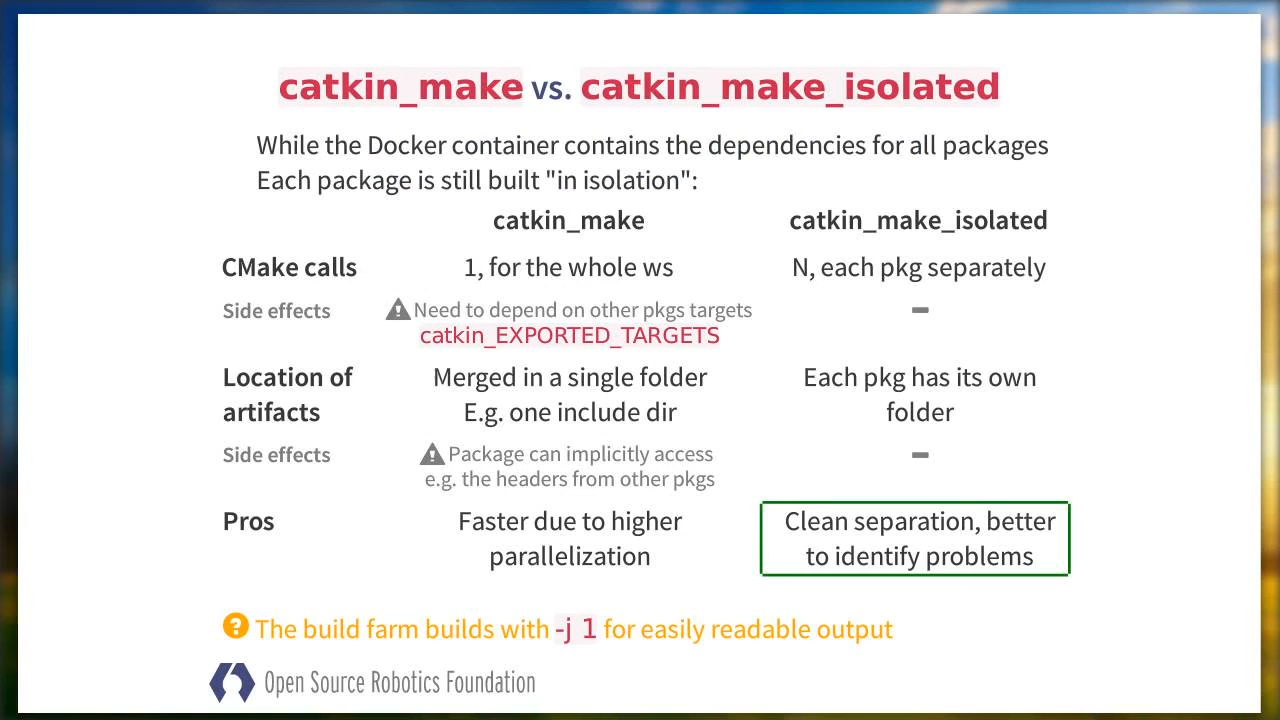 catkin_make vs. catkin_make_isolated
While the Docker container contains the dependencies for all packages
Each package is still built "in isolation":
catkin_make catkin_make_isolated
CMake calls 1, for the whole ws N, each pkg separately
Side effects Need to depend on other pkgs targets
catkin_EXPORTED_TARGETS
Location of Merged in a single folder Each pkg has its own
artifacts E.g. one include dir folder
Side effects Package can implicitly access
e.g. the headers from other pkgs
Pros Faster due to higher Clean separation, better
parallelization to identify problems
The build farm builds with -j 1 for easily readable output
Open Source Robotics Foundation